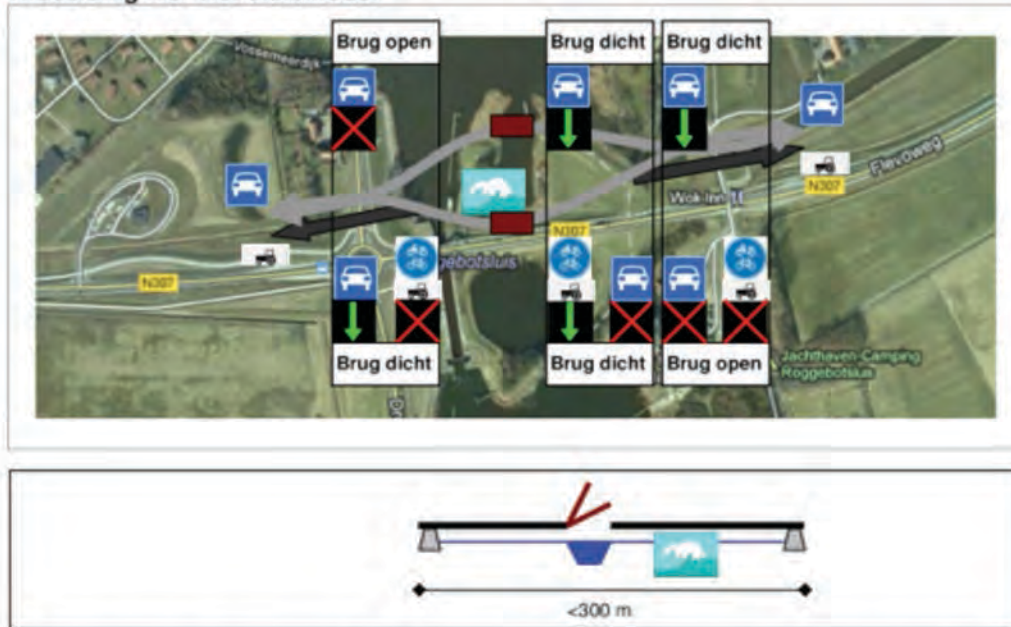 Brug open
Brug dicht
Brug dicht
Vossemeerdijk
Flevoweg
N307
Wok-Inn
N307
N307
gebotsluis
Jachthaven-Camping
Roggebotsluis
Brug dicht
Brug dicht
Brug open
<300 m